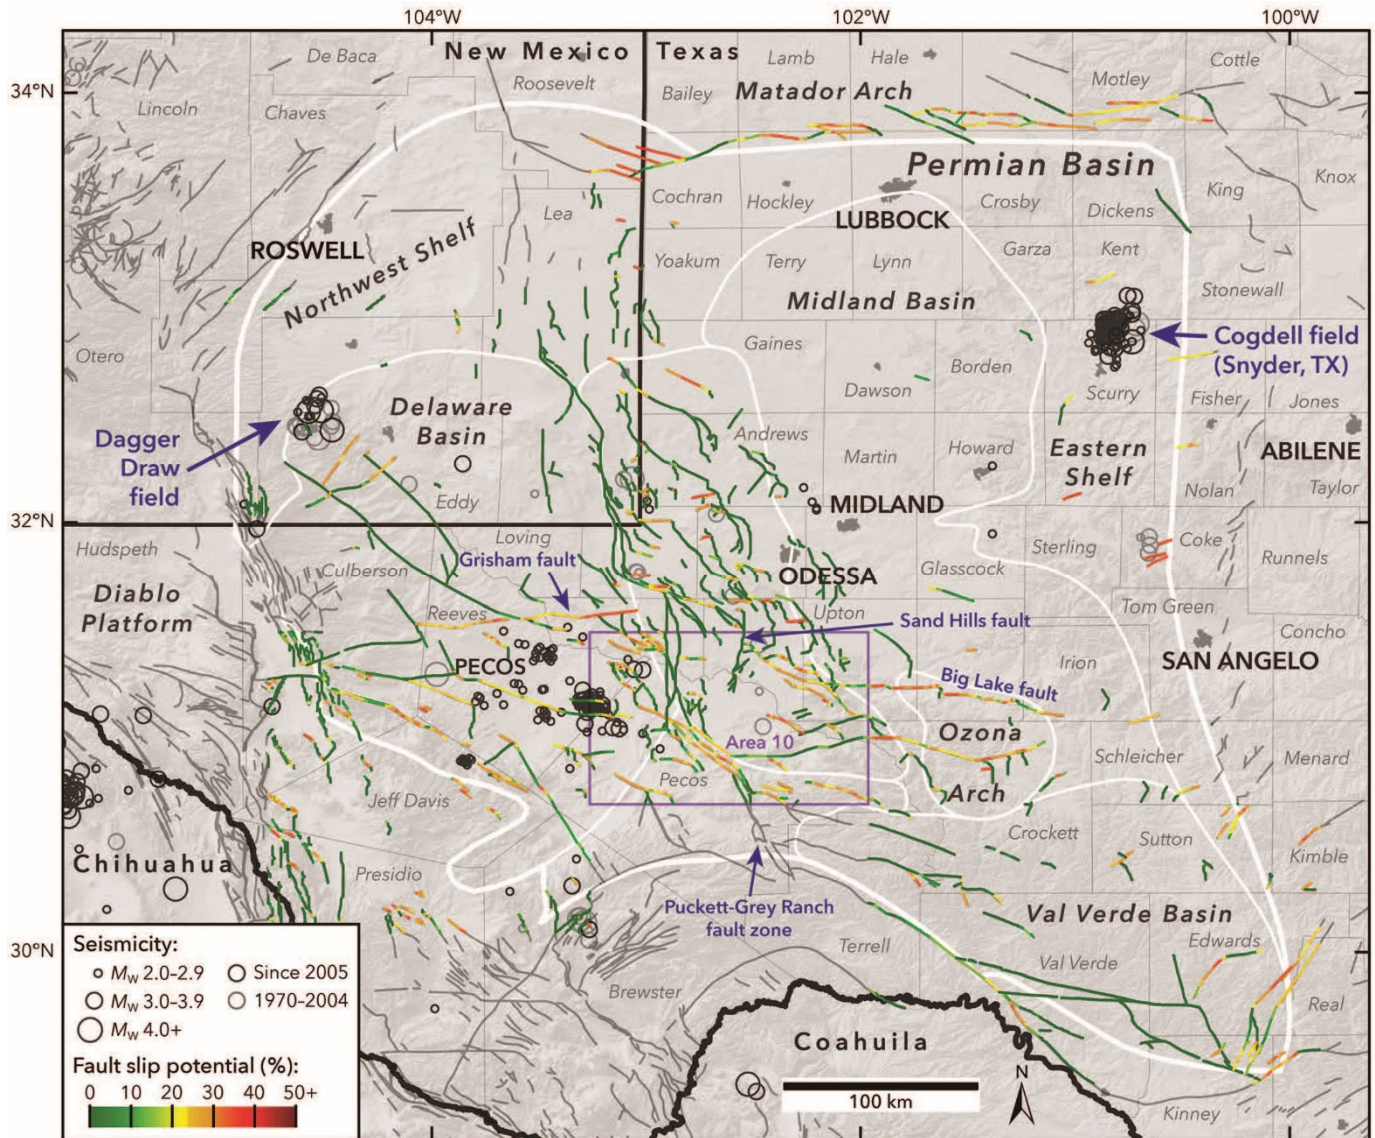 104°W
102°W
100°W
34°N
32°N
30°N
New Mexico
Texas
De Baca
Roosevelt
Lamb
Hale
Cottle
Motley
Bailey
Matador Arch
Lincoln
Chaves
Permian Basin
Cochran
Hockley
LUBBOCK
Crosby
Dickens
King
Knox
Lea
ROSWELL
Northwest Shelf
Yoakum
Terry
Lynn
Garza
Kent
Stonewall
Midland Basin
Cogdell field
(Snyder, TX)
Otero
Gaines
Borden
Dawson
Scurry
Fisher
Jones
Delaware
Basin
Dagger
Draw
field
Andrews
Martin
Howard
Eastern
Shelf
ABILENE
Eddy
MIDLAND
Nolan
Taylor
Hudspeth
Loving
Grisham fault
Culberson
ODESSA
Glasscock
Sterling
Coke
Runnels
Diablo
Platform
Reeves
Upton
Sand Hills fault
Tom Green
Concho
PECOS
Irion
SAN ANGELO
Big Lake fault
Area 10
Ozona
Arch
Schleicher
Menard
Pecos
Jeff Davis
Crockett
Sutton
Kimble
Chihuahua
Presidio
Puckett-Grey Ranch
fault zone
Val Verde Basin
Terrell
Val Verde
Edwards
Real
Brewster
Coahuila
Kinney
N
100 km
Seismicity:
Mw 2.0–2.9
Since 2005
Mw 3.0–3.9
1970–2004
Mw 4.0+
Fault slip potential (%):
0 10 20 30 40 50+